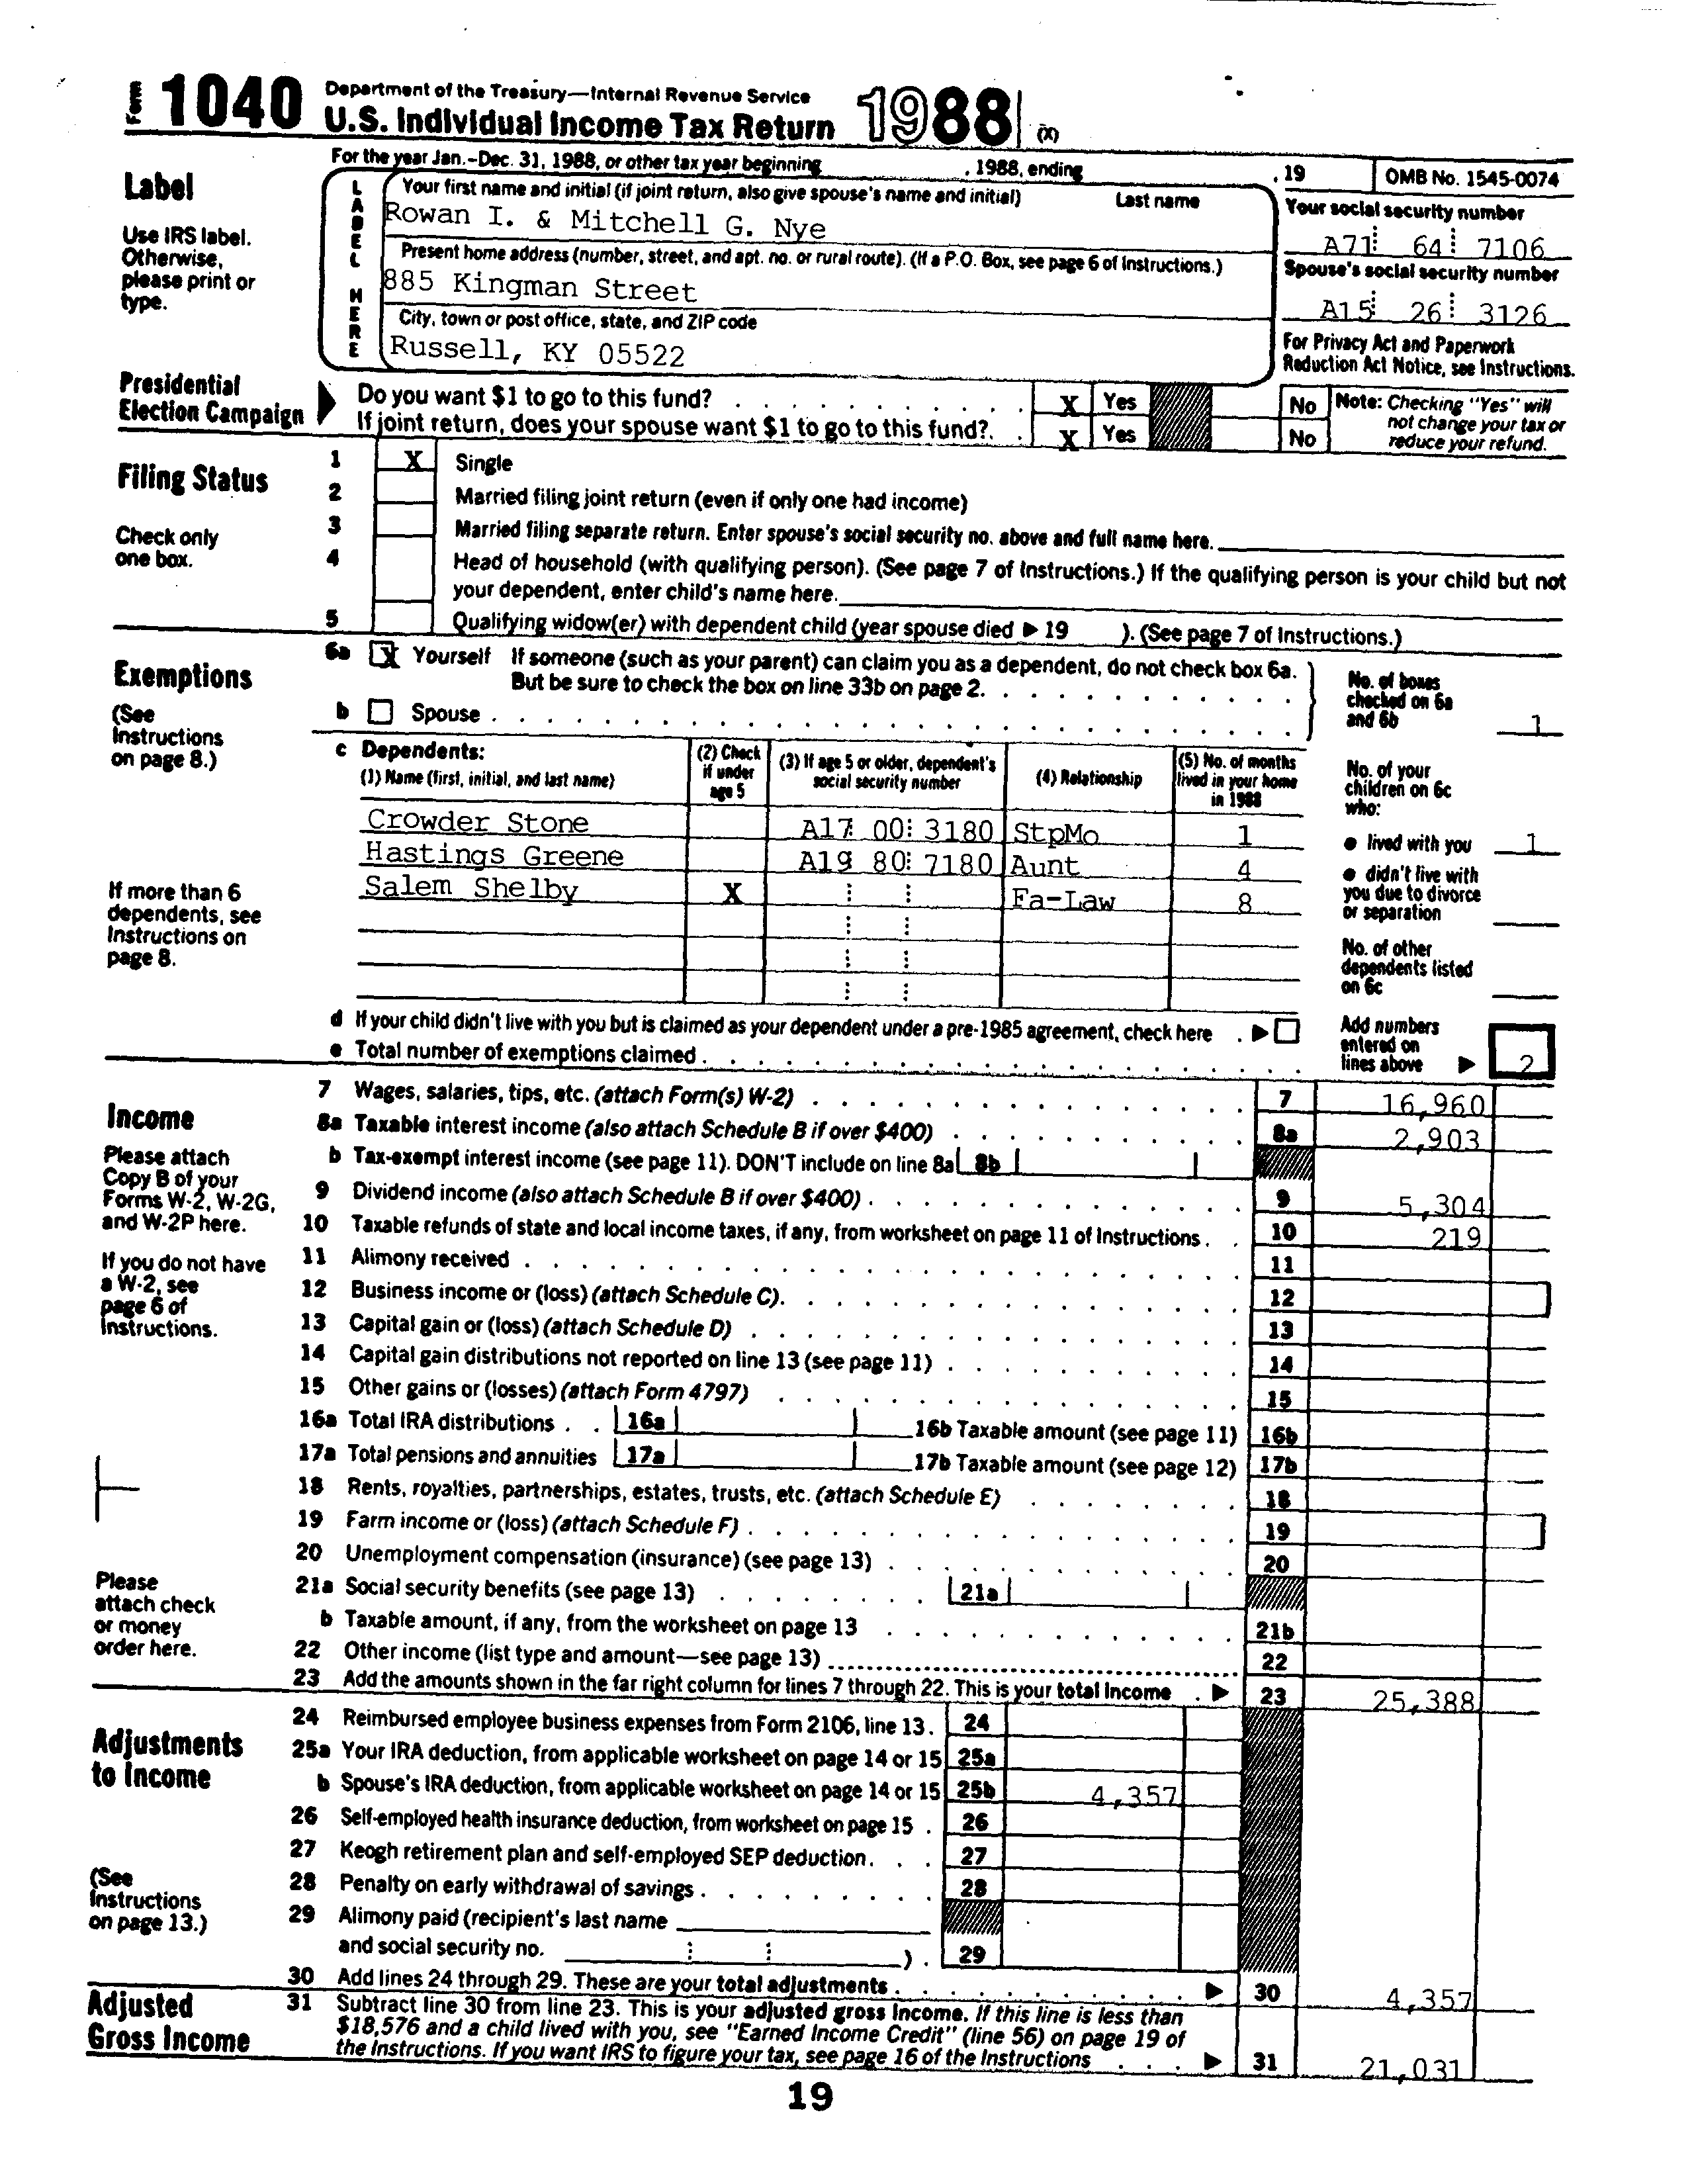 Form 1040 Department of the Treasury—Internal Revenue Service
U.S. Individual Income Tax Return 1988 (X)
For the year Jan.-Dec. 31, 1988, or other tax year beginning , 1988, ending , 19 OMB No. 1545-0074
Label
Use IRS label. Otherwise, please print or type.
LABEL HERE
Your first name and initial (if joint return, also give spouse's name and initial) Last name
Rowan I. & Mitchell G. Nye
Your social security number
A71 64 7106
Present home address (number, street, and apt. no. or rural route). (If a P.O. Box, see page 6 of Instructions.)
885 Kingman Street
Spouse's social security number
A15 26 3126
City, town or post office, state, and ZIP code
Russell, KY 05522
For Privacy Act and Paperwork Reduction Act Notice, see Instructions.
Presidential Election Campaign
Do you want $1 to go to this fund? X Yes No
If joint return, does your spouse want $1 to go to this fund?. X Yes No
Note: Checking "Yes" will not change your tax or reduce your refund.
Filing Status
Check only one box.
1 X Single
2 Married filing joint return (even if only one had income)
3 Married filing separate return. Enter spouse's social security no. above and full name here.
4 Head of household (with qualifying person). (See page 7 of Instructions.) If the qualifying person is your child but not
your dependent, enter child's name here.
5 Qualifying widow(er) with dependent child (year spouse died ▶ 19 ). (See page 7 of Instructions.)
Exemptions
(See Instructions on page 8.)
6a X Yourself If someone (such as your parent) can claim you as a dependent, do not check box 6a.
But be sure to check the box on line 33b on page 2.
b Spouse
No. of boxes checked on 6a and 6b 1
c Dependents:
(1) Name (first, initial, and last name) (2) Check if under age 5 (3) If age 5 or older, dependent's social security number (4) Relationship (5) No. of months lived in your home in 1988
Crowder Stone A17 00 3180 StpMo 1
Hastings Greene A19 80 7180 Aunt 4
Salem Shelby X Fa-Law 8
No. of your children on 6c who:
● lived with you 1
● didn't live with you due to divorce or separation
No. of other dependents listed on 6c
If more than 6 dependents, see Instructions on page 8.
d If your child didn't live with you but is claimed as your dependent under a pre-1985 agreement, check here . ▶
e Total number of exemptions claimed
Add numbers entered on lines above ▶ 2
Income
Please attach Copy B of your Forms W-2, W-2G, and W-2P here.
If you do not have a W-2, see page 6 of Instructions.
7 Wages, salaries, tips, etc. (attach Form(s) W-2) 7 16,960
8a Taxable interest income (also attach Schedule B if over $400) 8a 2,903
b Tax-exempt interest income (see page 11). DON'T include on line 8a 8b
9 Dividend income (also attach Schedule B if over $400) 9 5,304
10 Taxable refunds of state and local income taxes, if any, from worksheet on page 11 of Instructions 10 219
11 Alimony received 11
12 Business income or (loss) (attach Schedule C). 12
13 Capital gain or (loss) (attach Schedule D) 13
14 Capital gain distributions not reported on line 13 (see page 11) 14
15 Other gains or (losses) (attach Form 4797) 15
16a Total IRA distributions 16a 16b Taxable amount (see page 11) 16b
17a Total pensions and annuities 17a 17b Taxable amount (see page 12) 17b
18 Rents, royalties, partnerships, estates, trusts, etc. (attach Schedule E) 18
19 Farm income or (loss) (attach Schedule F) 19
20 Unemployment compensation (insurance) (see page 13) 20
21a Social security benefits (see page 13) 21a
b Taxable amount, if any, from the worksheet on page 13 21b
22 Other income (list type and amount—see page 13) 22
23 Add the amounts shown in the far right column for lines 7 through 22. This is your total income ▶ 23 25,388
Please attach check or money order here.
Adjustments to Income
(See Instructions on page 13.)
24 Reimbursed employee business expenses from Form 2106, line 13. 24
25a Your IRA deduction, from applicable worksheet on page 14 or 15 25a
b Spouse's IRA deduction, from applicable worksheet on page 14 or 15 25b 4,357
26 Self-employed health insurance deduction, from worksheet on page 15 26
27 Keogh retirement plan and self-employed SEP deduction 27
28 Penalty on early withdrawal of savings 28
29 Alimony paid (recipient's last name
and social security no. ) . 29
30 Add lines 24 through 29. These are your total adjustments ▶ 30 4,357
Adjusted Gross Income
31 Subtract line 30 from line 23. This is your adjusted gross income. If this line is less than
$18,576 and a child lived with you, see "Earned Income Credit" (line 56) on page 19 of
the Instructions. If you want IRS to figure your tax, see page 16 of the Instructions ▶ 31 21,031
19